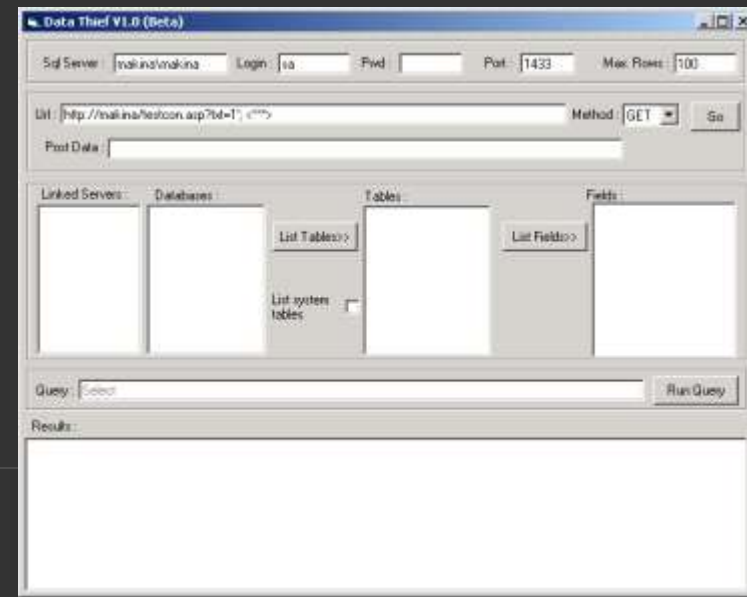 Data Thief V1.0 (Beta)
Sql Server : makina\makina Login : sa Pwd : Port : 1433 Max. Rows : 100
Url : http://makina/testcon.asp?txt=1'; <***>
Method : GET Go
Post Data :
Linked Servers : Databases : Tables : Fields :
List Tables>> List Fields>>
List system
tables
Query : Select Run Query
Results :